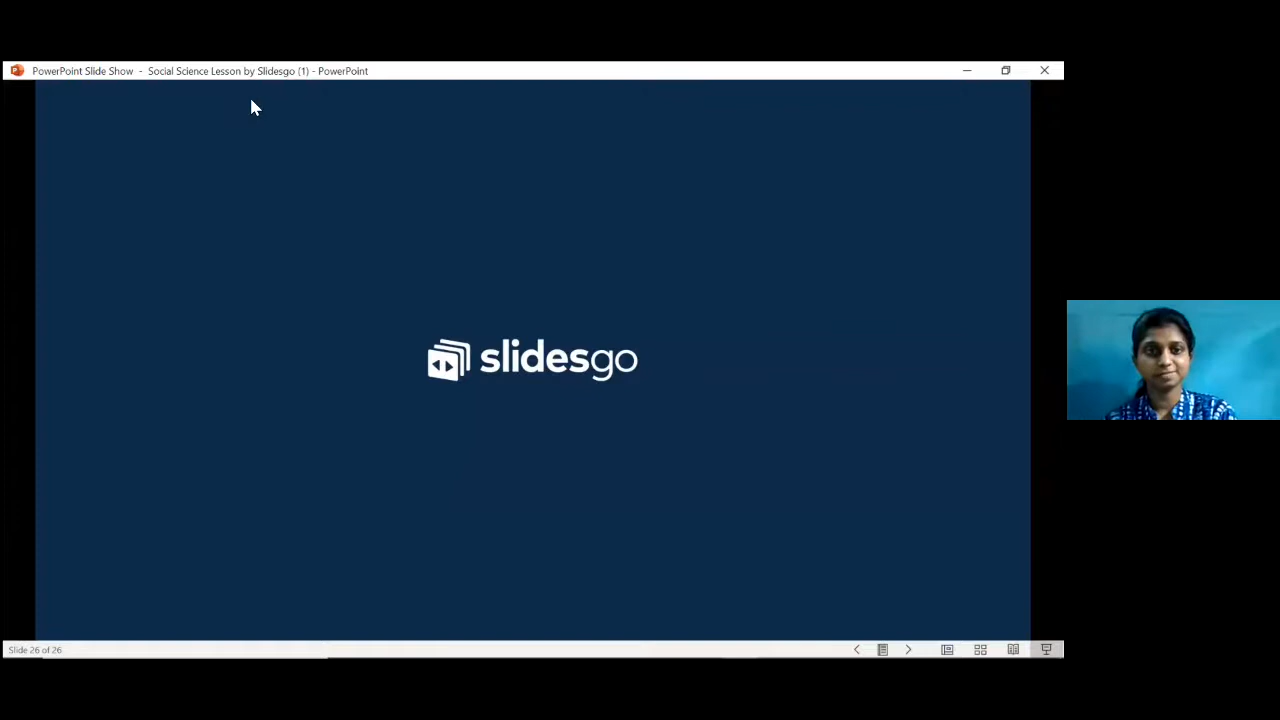 PowerPoint Slide Show - Social Science Lesson by Slidesgo (1) - PowerPoint
slidesgo
Slide 26 of 26